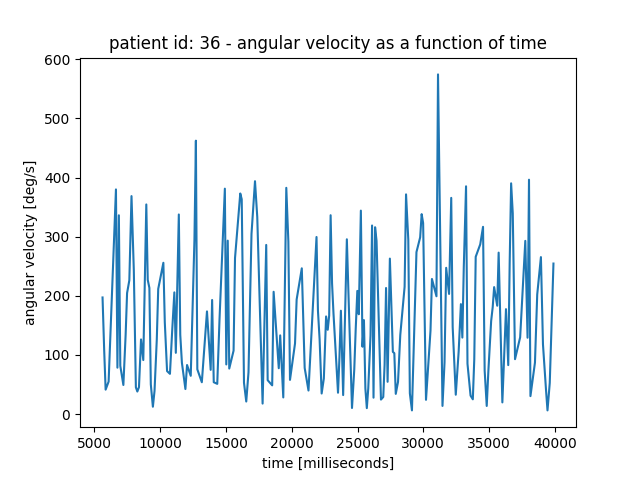 patient id: 36 - angular velocity as a function of time
angular velocity [deg/s]
600
500
400
300
200
100
0
5000 10000 15000 20000 25000 30000 35000 40000
time [milliseconds]